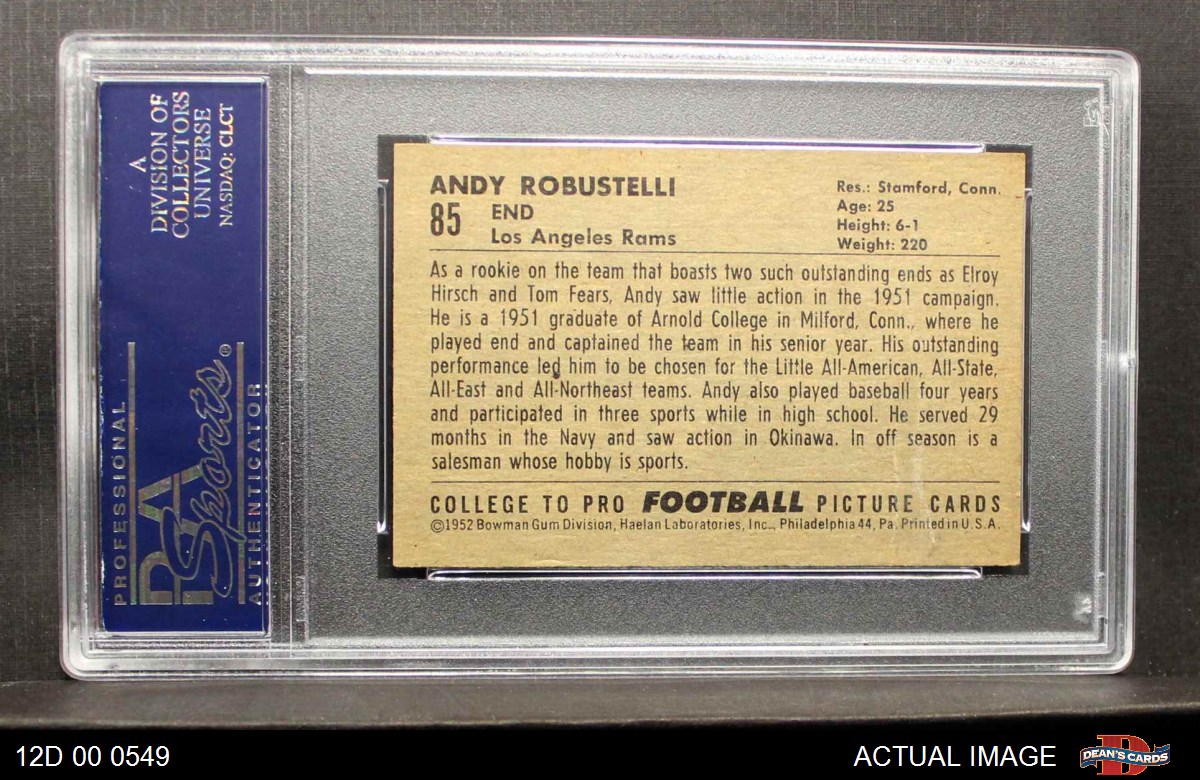 A
DIVISION OF
COLLECTORS
UNIVERSE
NASDAQ: CLCT
PROFESSIONAL
PSA
Sports®
AUTHENTICATOR
ANDY ROBUSTELLI
85
END
Los Angeles Rams
Res.: Stamford, Conn.
Age: 25
Height: 6-1
Weight: 220
As a rookie on the team that boasts two such outstanding ends as Elroy
Hirsch and Tom Fears, Andy saw little action in the 1951 campaign.
He is a 1951 graduate of Arnold College in Milford, Conn., where he
played end and captained the team in his senior year. His outstanding
performance led him to be chosen for the Little All-American, All-State,
All-East and All-Northeast teams. Andy also played baseball four years
and participated in three sports while in high school. He served 29
months in the Navy and saw action in Okinawa. In off season is a
salesman whose hobby is sports.
COLLEGE TO PRO FOOTBALL PICTURE CARDS
©1952 Bowman Gum Division, Haelan Laboratories, Inc., Philadelphia 44, Pa. Printed in U.S.A.
12D 00 0549
ACTUAL IMAGE
DEAN'S CARDS